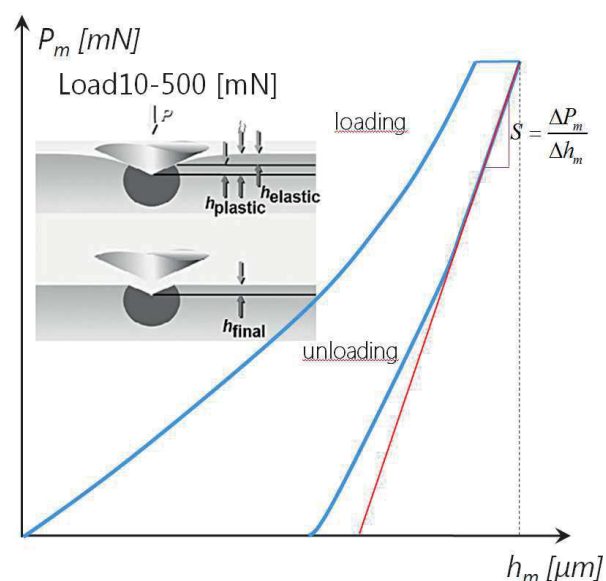 P_m [mN]
Load10-500 [mN]
P
loading
S = ΔP_m / Δh_m
h_elastic
h_plastic
h_final
unloading
h_m [μm]